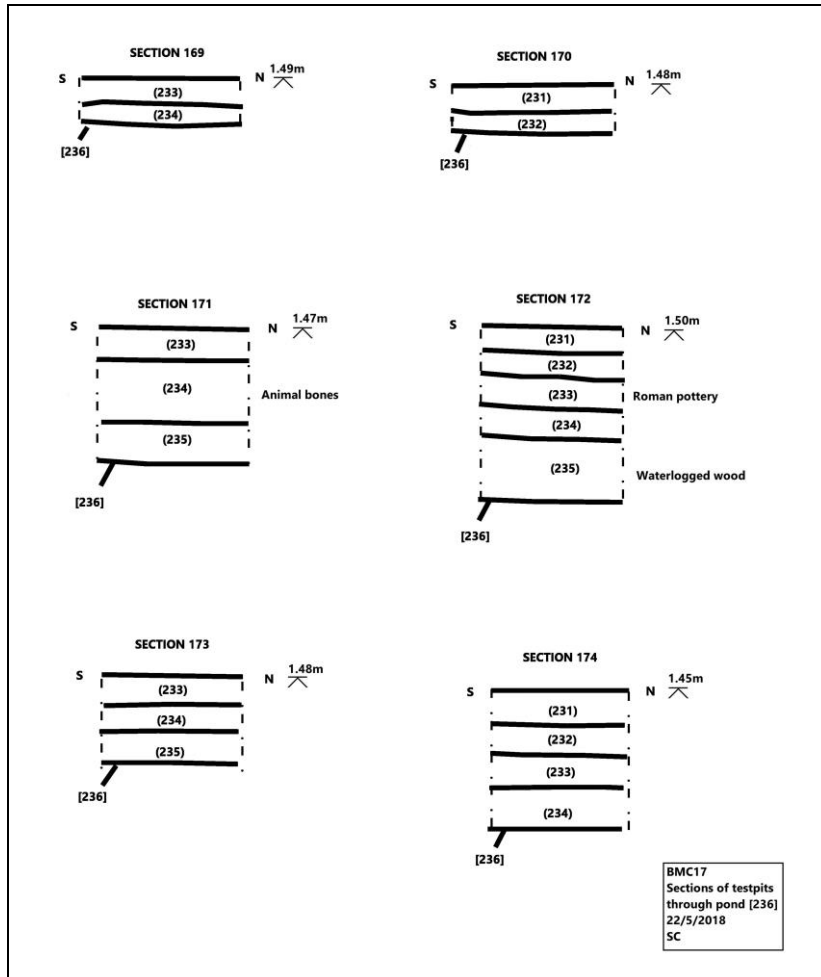 SECTION 169
S
N
1.49m
(233)
(234)
[236]
SECTION 170
1.48m
(231)
(232)
[236]
SECTION 171
S
N
1.47m
(233)
(234)
Animal bones
(235)
[236]
SECTION 172
S
N
1.50m
(231)
(232)
(233)
Roman pottery
(234)
(235)
Waterlogged wood
[236]
SECTION 173
S
N
1.48m
(233)
(234)
(235)
[236]
SECTION 174
S
N
1.45m
(231)
(232)
(233)
(234)
[236]
BMC17
Sections of testpits
through pond [236]
22/5/2018
SC